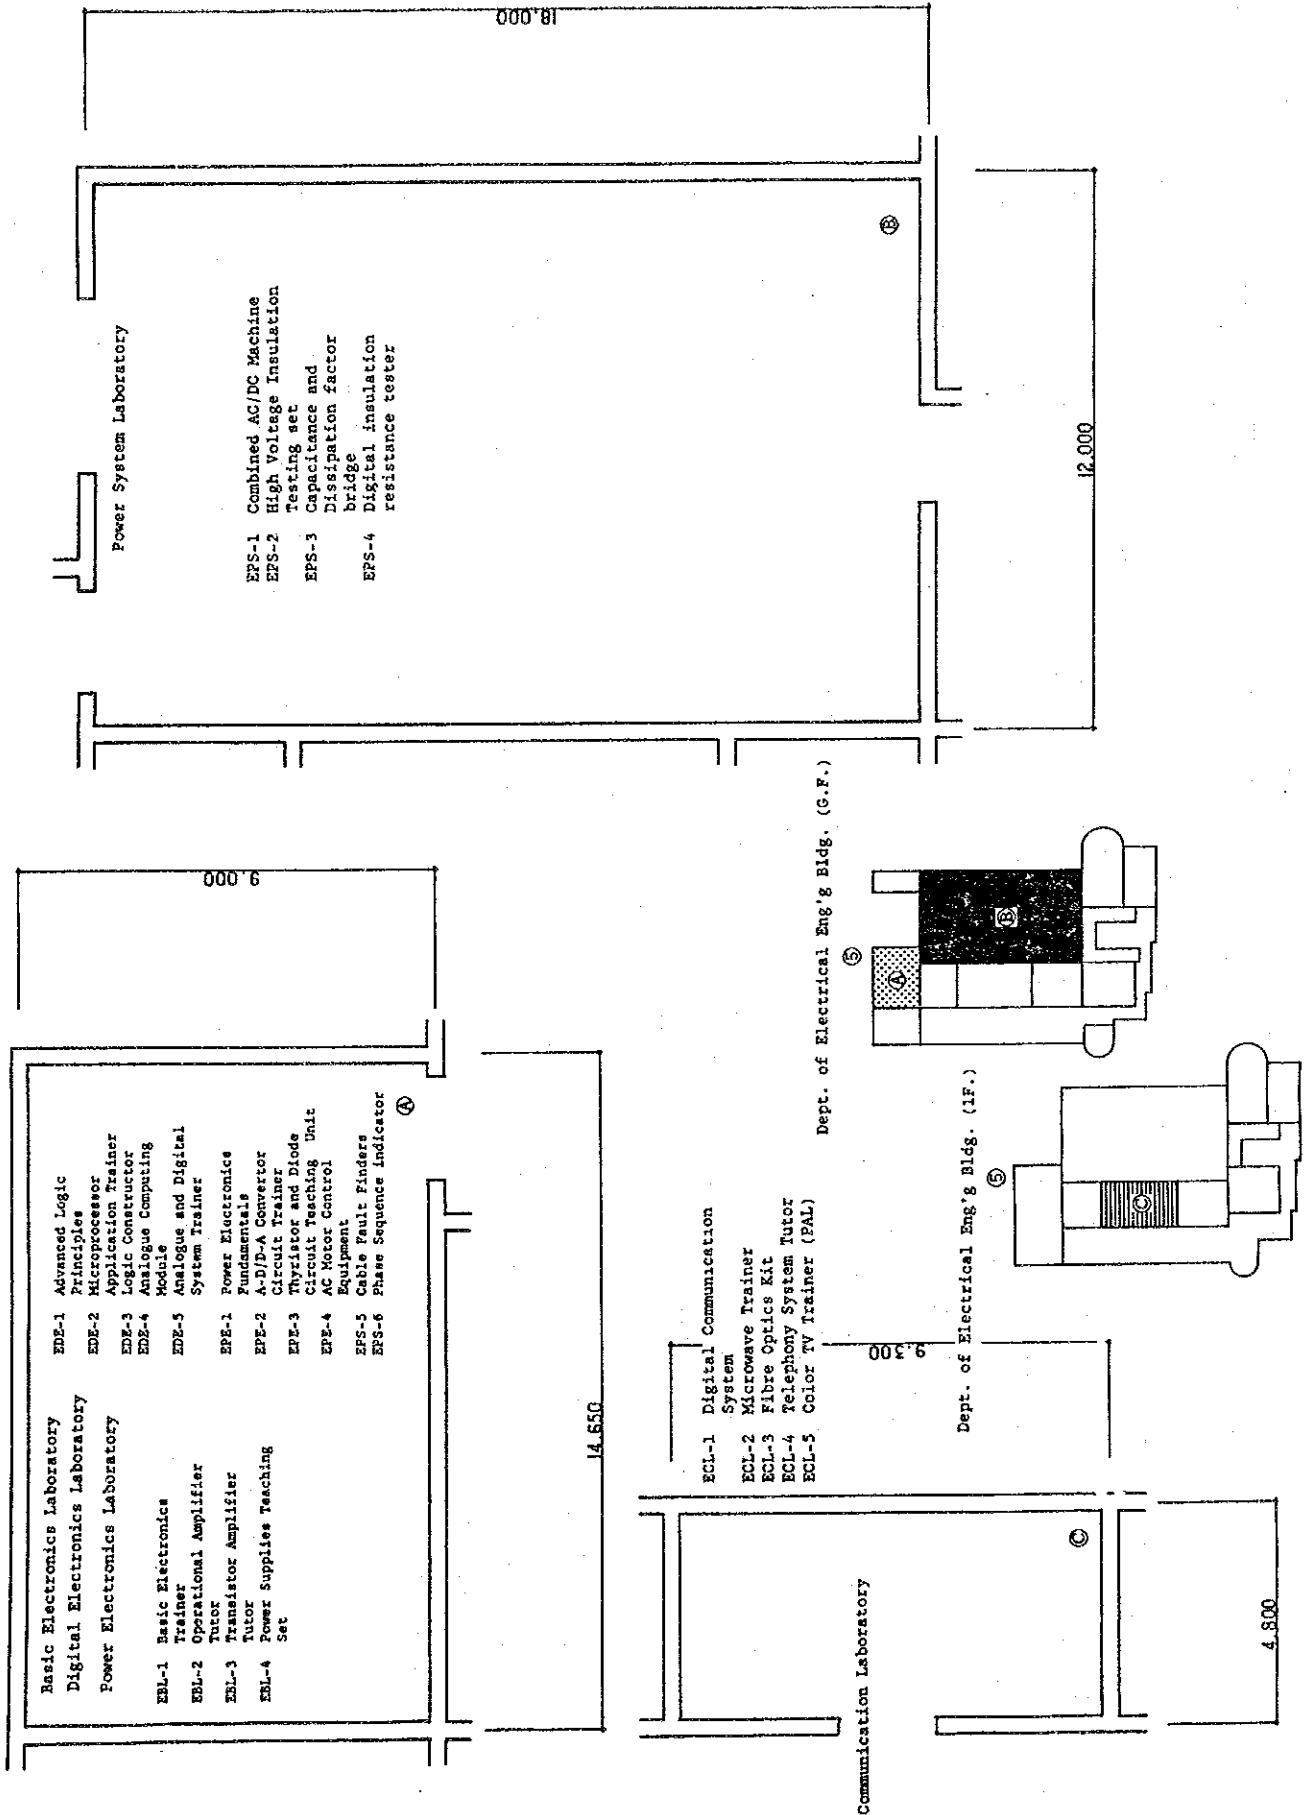 Basic Electronics Laboratory
Digital Electronics Laboratory
Power Electronics Laboratory
EBL-1 Basic Electronics
Trainer
EBL-2 Operational Amplifier
Tutor
EBL-3 Transistor Amplifier
Tutor
EBL-4 Power Supplies Teaching
Set
EDE-1 Advanced Logic
Principles
EDE-2 Microprocessor
Application Trainer
EDE-3 Logic Constructor
EDE-4 Analogue Computing
Module
EDE-5 Analogue and Digital
System Trainer
EPE-1 Power Electronics
Fundamentals
EPE-2 A-D/D-A Convertor
Circuit Trainer
EPE-3 Thyristor and Diode
Circuit Teaching Unit
EPE-4 AC Motor Control
Equipment
EPS-5 Cable Fault Finders
EPS-6 Phase Sequence indicator
Ⓐ
9.000
14.650
Power System Laboratory
EPS-1 Combined AC/DC Machine
EPS-2 High Voltage Insulation
Testing set
EPS-3 Capacitance and
Dissipation factor
bridge
EPS-4 Digital insulation
resistance tester
Ⓑ
18.000
12.000
Communication Laboratory
Ⓒ
4.800
9.300
ECL-1 Digital Communication
System
ECL-2 Microwave Trainer
ECL-3 Fibre Optics Kit
ECL-4 Telephony System Tutor
ECL-5 Color TV Trainer (PAL)
Dept. of Electrical Eng'g Bldg. (1F.)
⑤
Ⓒ
Dept. of Electrical Eng'g Bldg. (G.F.)
⑤
Ⓐ
Ⓑ